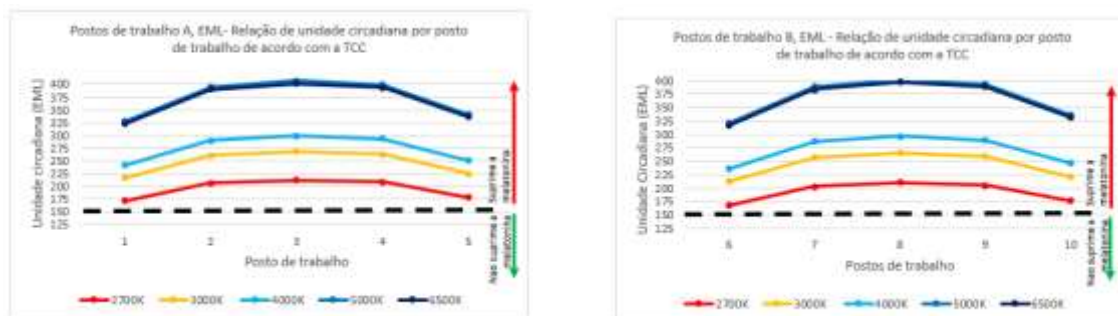 Postos de trabalho A, EML- Relação de unidade circadiana por posto
de trabalho de acordo com a TCC
Unidade circadiana (EML)
400
375
350
325
300
275
250
225
200
175
150
125
1
2
3
4
5
Posto de trabalho
Suprime a
melatonina
Nao suprime a
melatonina
2700K
3000K
4000K
5000K
6500K
Postos de trabalho B, EML - Relação de unidade circadiana por posto
de trabalho de acordo com a TCC
Unidade Circadiana (EML)
400
375
350
325
300
275
250
225
200
175
150
125
6
7
8
9
10
Postos de trabalho
Suprime a
melatonina
Nao suprime a
melatonina
2700K
3000K
4000K
5000K
6500K